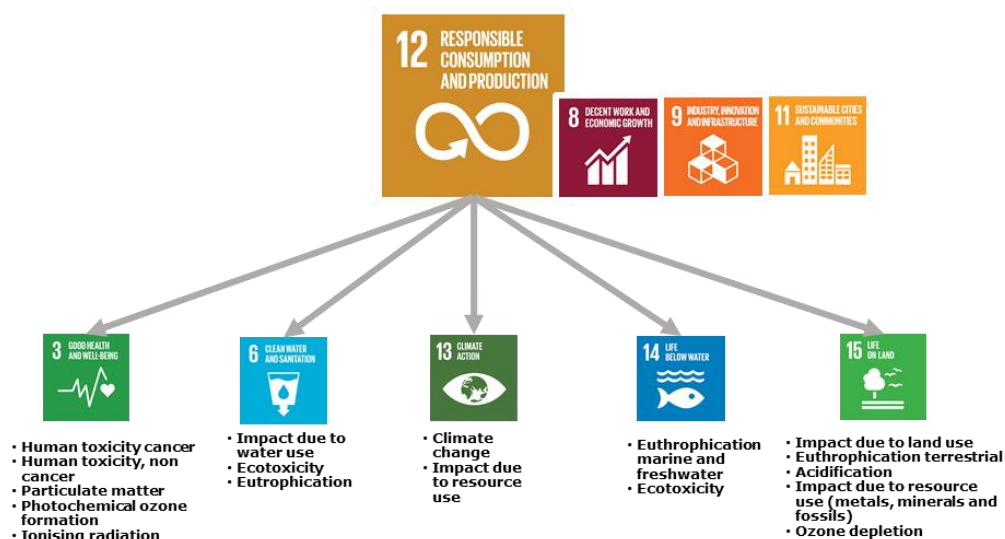 12 RESPONSIBLE
CONSUMPTION
AND PRODUCTION
8 DECENT WORK AND
ECONOMIC GROWTH
9 INDUSTRY, INNOVATION
AND INFRASTRUCTURE
11 SUSTAINABLE CITIES
AND COMMUNITIES
3 GOOD HEALTH
AND WELL-BEING
· Human toxicity cancer
· Human toxicity, non
cancer
· Particulate matter
· Photochemical ozone
formation
· Ionising radiation
6 CLEAN WATER
AND SANITATION
· Impact due to
water use
· Ecotoxicity
· Eutrophication
13 CLIMATE
ACTION
· Climate
change
· Impact due
to resource
use
14 LIFE
BELOW WATER
· Euthrophication
marine and
freshwater
· Ecotoxicity
15 LIFE
ON LAND
· Impact due to land use
· Euthrophication terrestrial
· Acidification
· Impact due to resource
use (metals, minerals and
fossils)
· Ozone depletion